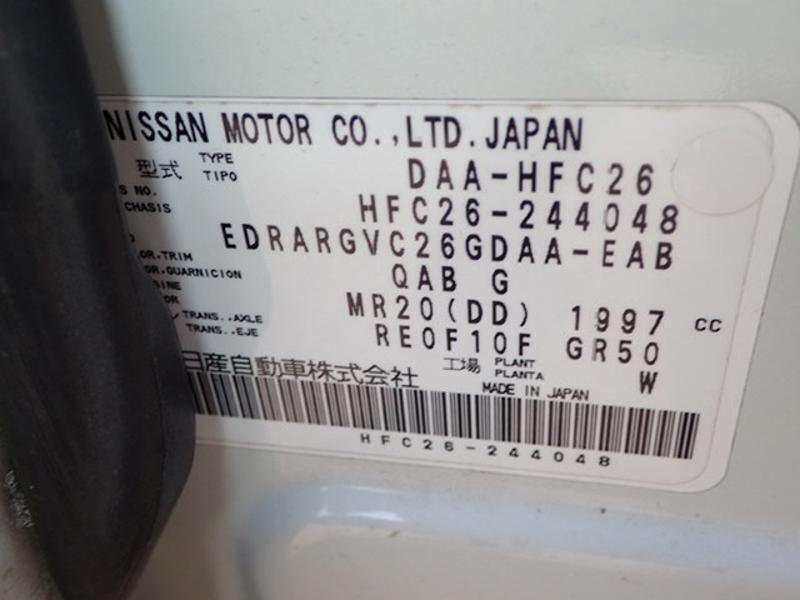 NISSAN MOTOR CO.,LTD.JAPAN
型式 TYPE TIPO DAA-HFC26
S NO. CHASIS HFC26-244048
O EDRARGVC26GDAA-EAB
OR.TRIM OR.GUARNICION QAB G
INE OR MR20(DD) 1997 CC
TRANS..AXLE TRANS..EJE RE0F10F GR50
日産自動車株式会社 工場 PLANT PLANTA W
MADE IN JAPAN
HFC26-244048